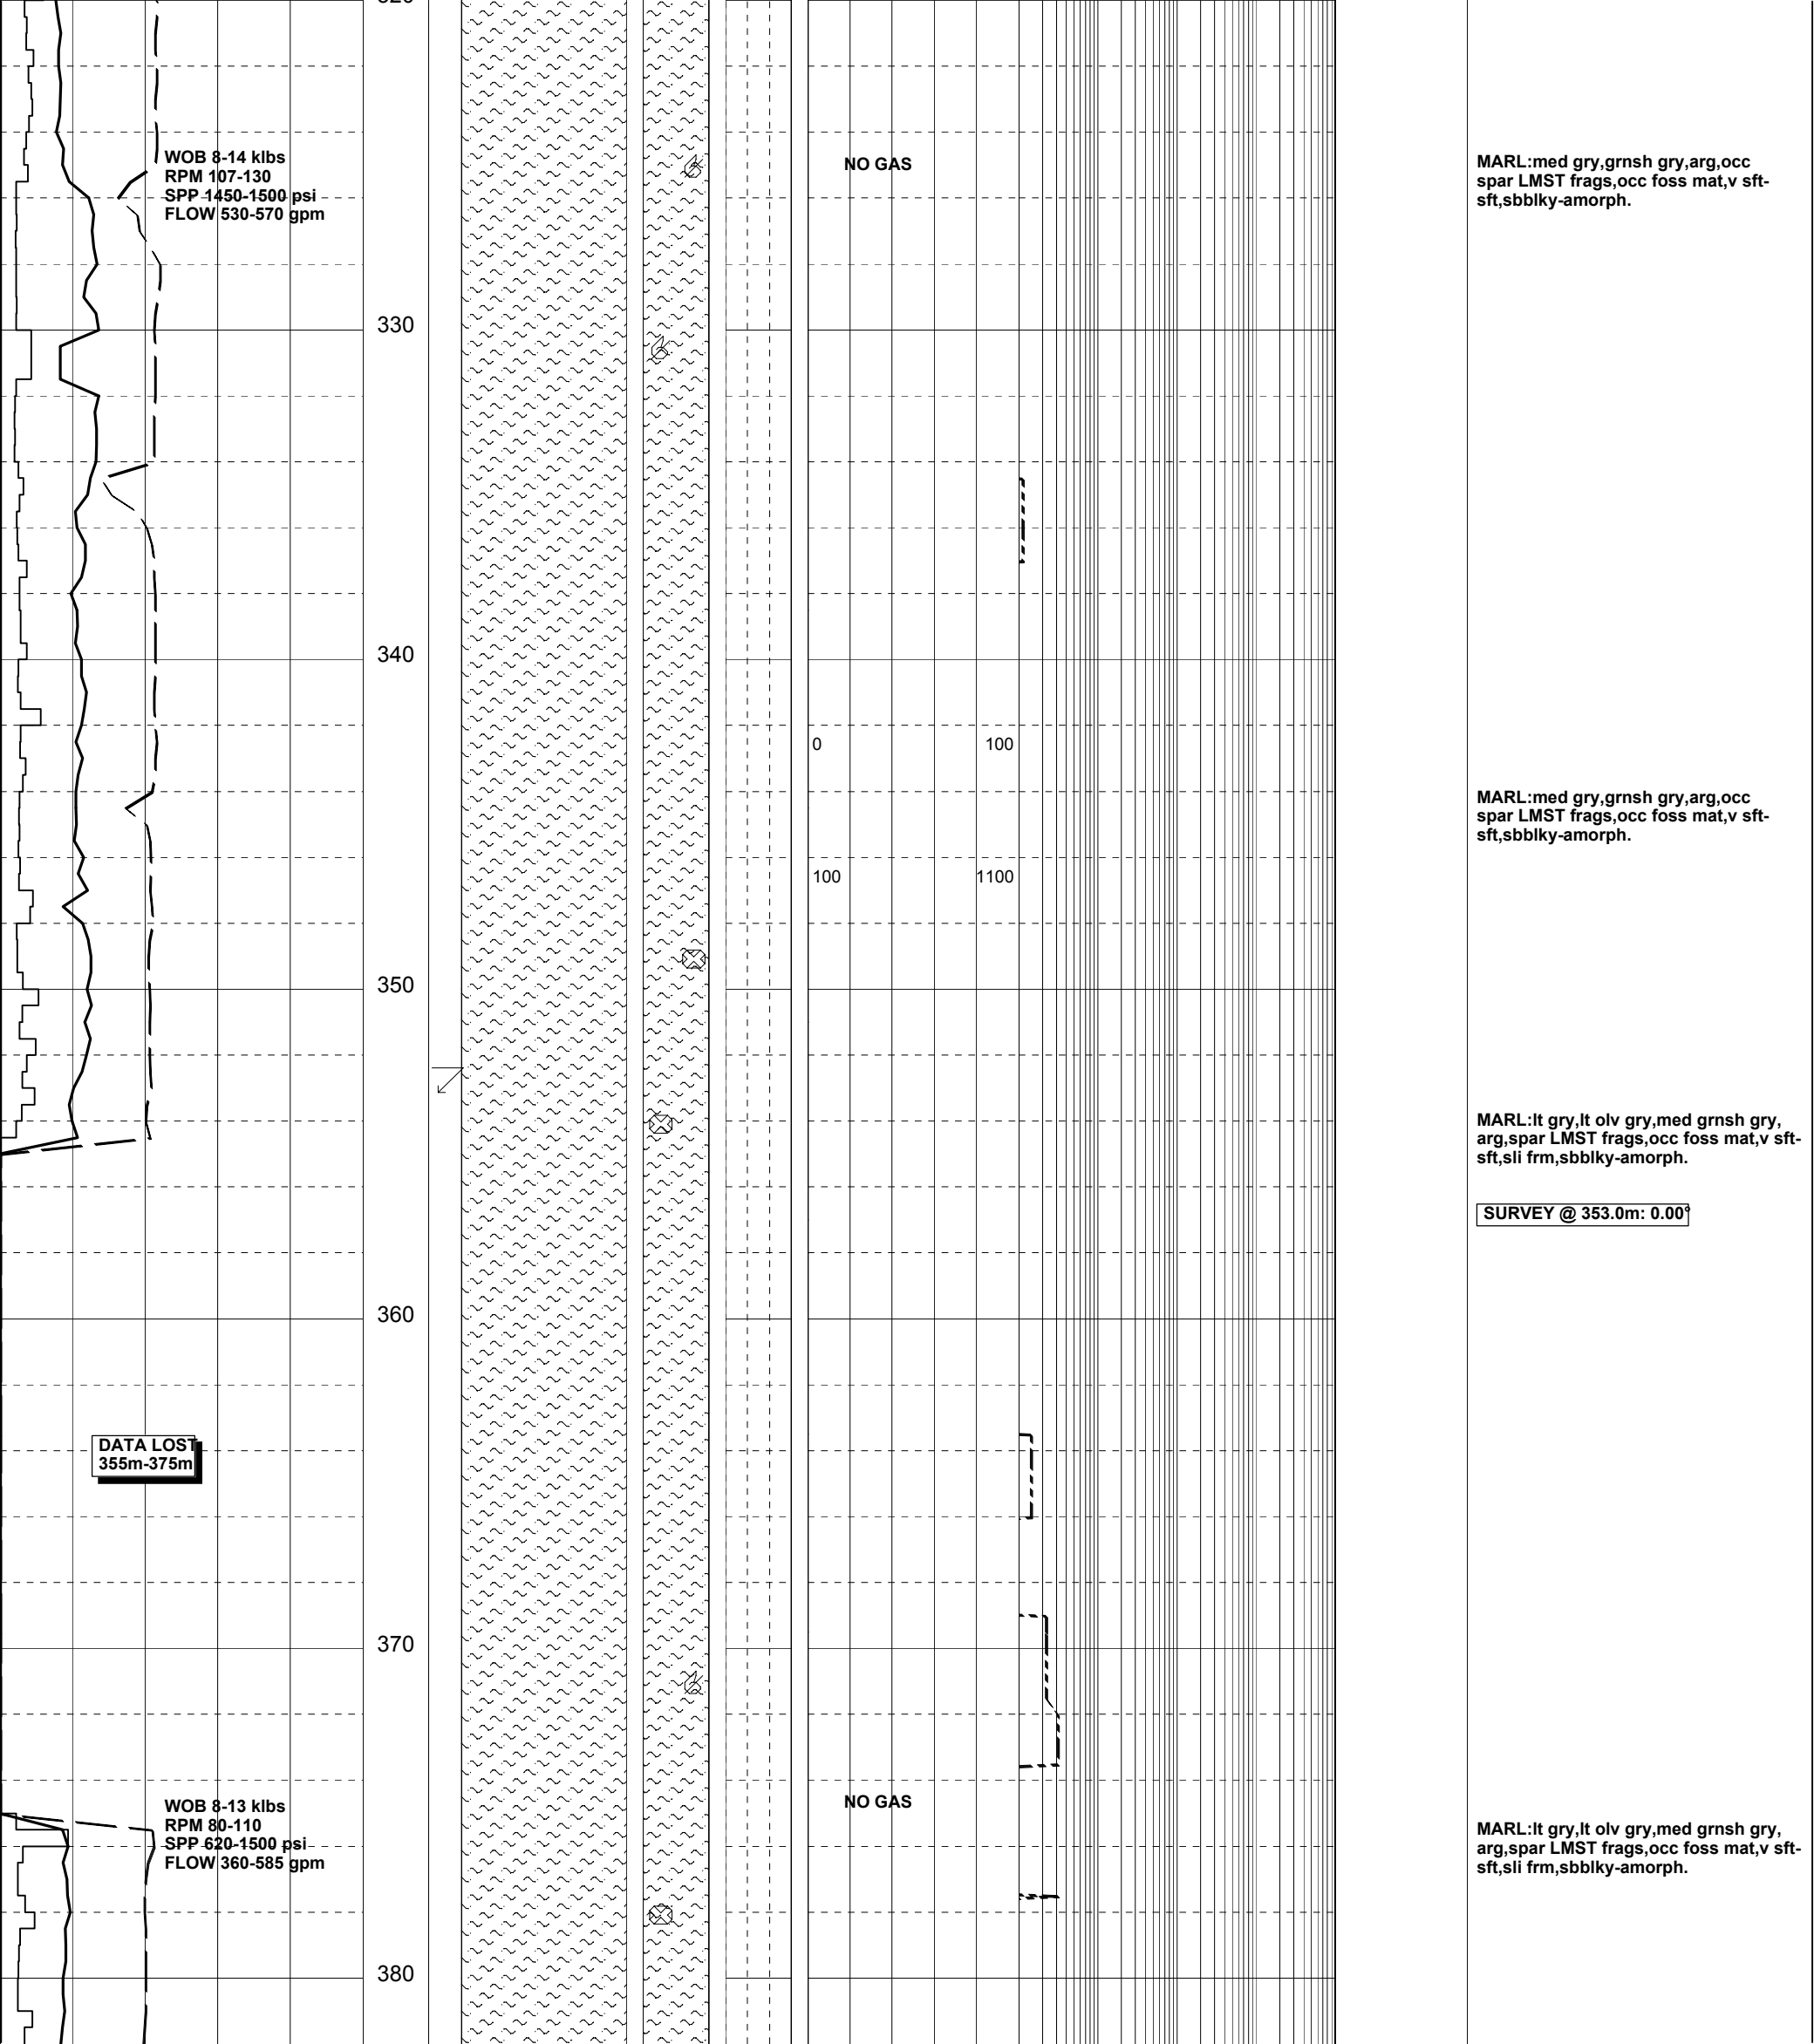 WOB 8-14 klbs
RPM 107-130
SPP 1450-1500 psi
FLOW 530-570 gpm
NO GAS
MARL:med gry,grnsh gry,arg,occ
spar LMST frags,occ foss mat,v sft-
sft,sbblky-amorph.
330
340
0 100
MARL:med gry,grnsh gry,arg,occ
spar LMST frags,occ foss mat,v sft-
sft,sbblky-amorph.
100 1100
350
MARL:lt gry,lt olv gry,med grnsh gry,
arg,spar LMST frags,occ foss mat,v sft-
sft,sli frm,sbblky-amorph.
SURVEY @ 353.0m: 0.00°
360
DATA LOST
355m-375m
370
WOB 8-13 klbs
RPM 80-110
SPP 620-1500 psi
FLOW 360-585 gpm
NO GAS
MARL:lt gry,lt olv gry,med grnsh gry,
arg,spar LMST frags,occ foss mat,v sft-
sft,sli frm,sbblky-amorph.
380